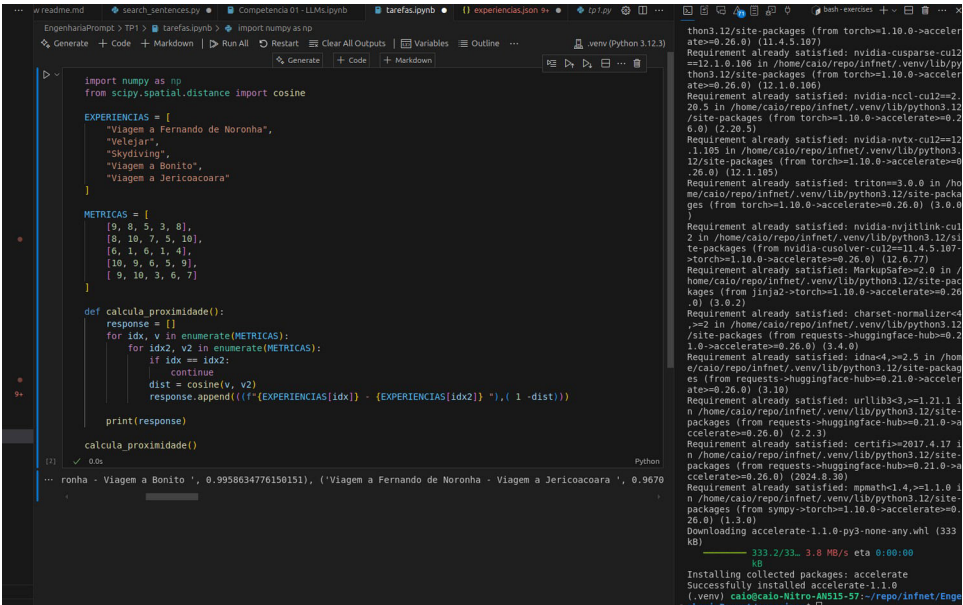 w readme.md
search_sentences.py
Competencia 01 - LLMs.ipynb
tarefas.ipynb
{} experiencias.json 9+
tp1.py
EngenhariaPrompt > TP1 > tarefas.ipynb > import numpy as np
Generate + Code + Markdown | Run All Restart Clear All Outputs | Variables Outline ... .venv (Python 3.12.3)
Generate + Code + Markdown
import numpy as np
from scipy.spatial.distance import cosine
EXPERIENCIAS = [
"Viagem a Fernando de Noronha",
"Velejar",
"Skydiving",
"Viagem a Bonito",
"Viagem a Jericoacoara"
]
METRICAS = [
[9, 8, 5, 3, 8],
[8, 10, 7, 5, 10],
[6, 1, 6, 1, 4],
[10, 9, 6, 5, 9],
[ 9, 10, 3, 6, 7]
]
def calcula_proximidade():
response = []
for idx, v in enumerate(METRICAS):
for idx2, v2 in enumerate(METRICAS):
if idx == idx2:
continue
dist = cosine(v, v2)
response.append(((f"{EXPERIENCIAS[idx]} - {EXPERIENCIAS[idx2]} "),( 1 -dist)))
print(response)
calcula_proximidade()
9+
0.0s
Python
... ronha - Viagem a Bonito ', 0.9958634776150151), ('Viagem a Fernando de Noronha - Viagem a Jericoacoara ', 0.9670
bash - exercises
thon3.12/site-packages (from torch>=1.10.0->acceler
ate>=0.26.0) (11.4.5.107)
Requirement already satisfied: nvidia-cusparse-cu12
==12.1.0.106 in /home/caio/repo/infnet/.venv/lib/py
thon3.12/site-packages (from torch>=1.10.0->acceler
ate>=0.26.0) (12.1.0.106)
Requirement already satisfied: nvidia-nccl-cu12==2.
20.5 in /home/caio/repo/infnet/.venv/lib/python3.12
/site-packages (from torch>=1.10.0->accelerate>=0.2
6.0) (2.20.5)
Requirement already satisfied: nvidia-nvtx-cu12==12
.1.105 in /home/caio/repo/infnet/.venv/lib/python3.
12/site-packages (from torch>=1.10.0->accelerate>=0
.26.0) (12.1.105)
Requirement already satisfied: triton==3.0.0 in /ho
me/caio/repo/infnet/.venv/lib/python3.12/site-packa
ges (from torch>=1.10.0->accelerate>=0.26.0) (3.0.0
)
Requirement already satisfied: nvidia-nvjitlink-cu1
2 in /home/caio/repo/infnet/.venv/lib/python3.12/si
te-packages (from nvidia-cusolver-cu12==11.4.5.107-
>torch>=1.10.0->accelerate>=0.26.0) (12.6.77)
Requirement already satisfied: MarkupSafe>=2.0 in /
home/caio/repo/infnet/.venv/lib/python3.12/site-pac
kages (from jinja2->torch>=1.10.0->accelerate>=0.26
.0) (3.0.2)
Requirement already satisfied: charset-normalizer<4
,>=2 in /home/caio/repo/infnet/.venv/lib/python3.12
/site-packages (from requests->huggingface-hub>=0.2
1.0->accelerate>=0.26.0) (3.4.0)
Requirement already satisfied: idna<4,>=2.5 in /hom
e/caio/repo/infnet/.venv/lib/python3.12/site-packag
es (from requests->huggingface-hub>=0.21.0->acceler
ate>=0.26.0) (3.10)
Requirement already satisfied: urllib3<3,>=1.21.1 i
n /home/caio/repo/infnet/.venv/lib/python3.12/site-
packages (from requests->huggingface-hub>=0.21.0->a
ccelerate>=0.26.0) (2.2.3)
Requirement already satisfied: certifi>=2017.4.17 i
n /home/caio/repo/infnet/.venv/lib/python3.12/site-
packages (from requests->huggingface-hub>=0.21.0->a
ccelerate>=0.26.0) (2024.8.30)
Requirement already satisfied: mpmath<1.4,>=1.1.0 i
n /home/caio/repo/infnet/.venv/lib/python3.12/site-
packages (from sympy->torch>=1.10.0->accelerate>=0.
26.0) (1.3.0)
Downloading accelerate-1.1.0-py3-none-any.whl (333
kB)
333.2/33… 3.8 MB/s eta 0:00:00
kB
Installing collected packages: accelerate
Successfully installed accelerate-1.1.0
(.venv) caio@caio-Nitro-AN515-57:~/repo/infnet/Enge